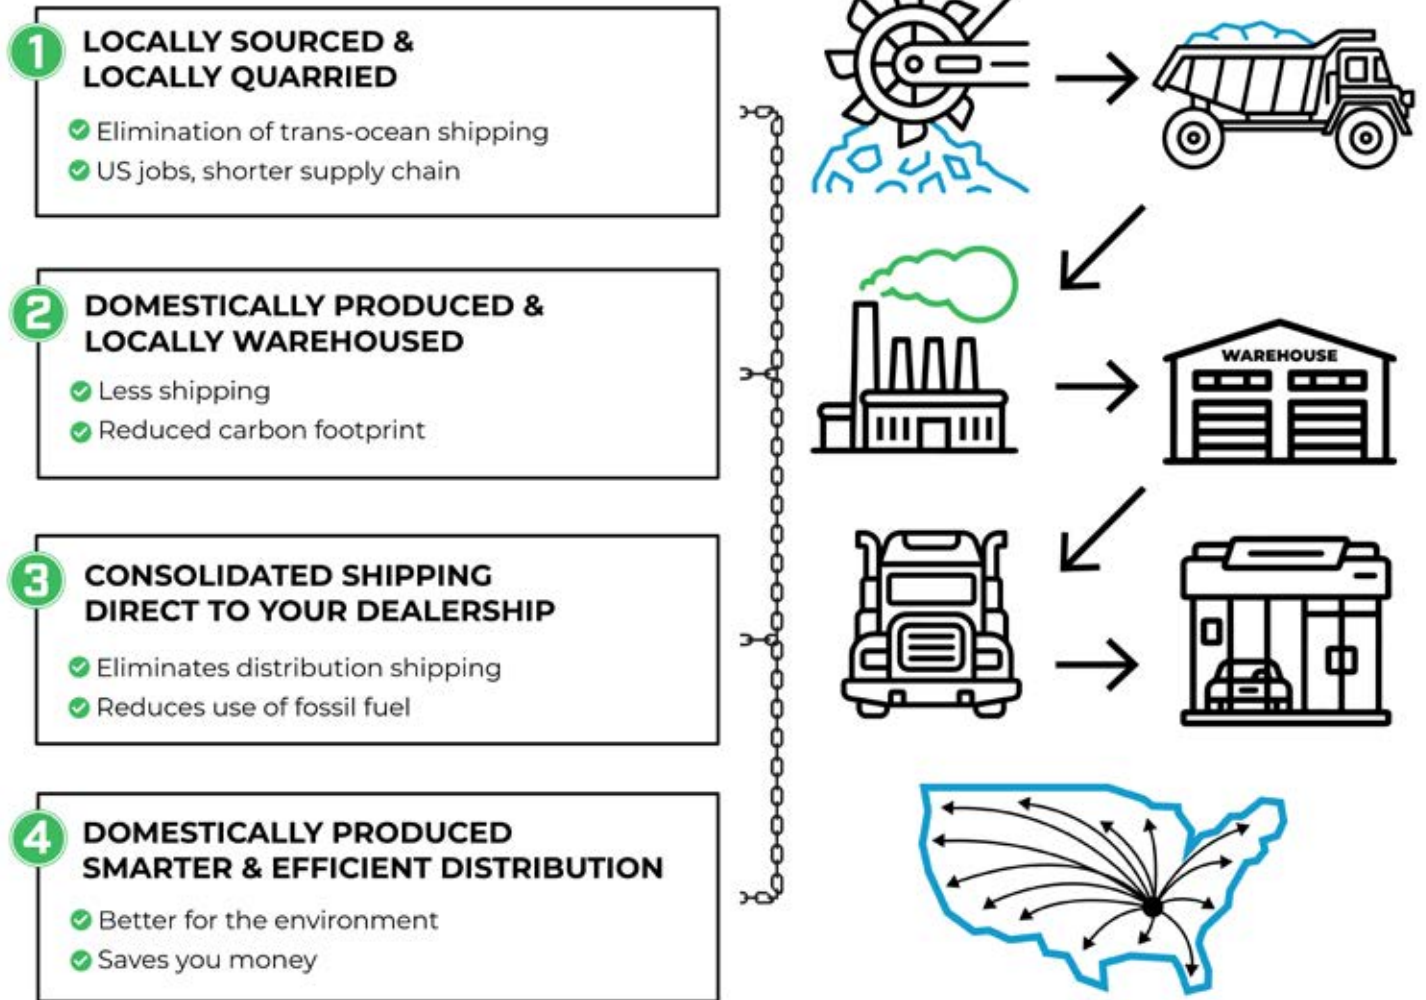 1
LOCALLY SOURCED &
LOCALLY QUARRIED
Elimination of trans-ocean shipping
US jobs, shorter supply chain
2
DOMESTICALLY PRODUCED &
LOCALLY WAREHOUSED
Less shipping
Reduced carbon footprint
WAREHOUSE
3
CONSOLIDATED SHIPPING
DIRECT TO YOUR DEALERSHIP
Eliminates distribution shipping
Reduces use of fossil fuel
4
DOMESTICALLY PRODUCED
SMARTER & EFFICIENT DISTRIBUTION
Better for the environment
Saves you money